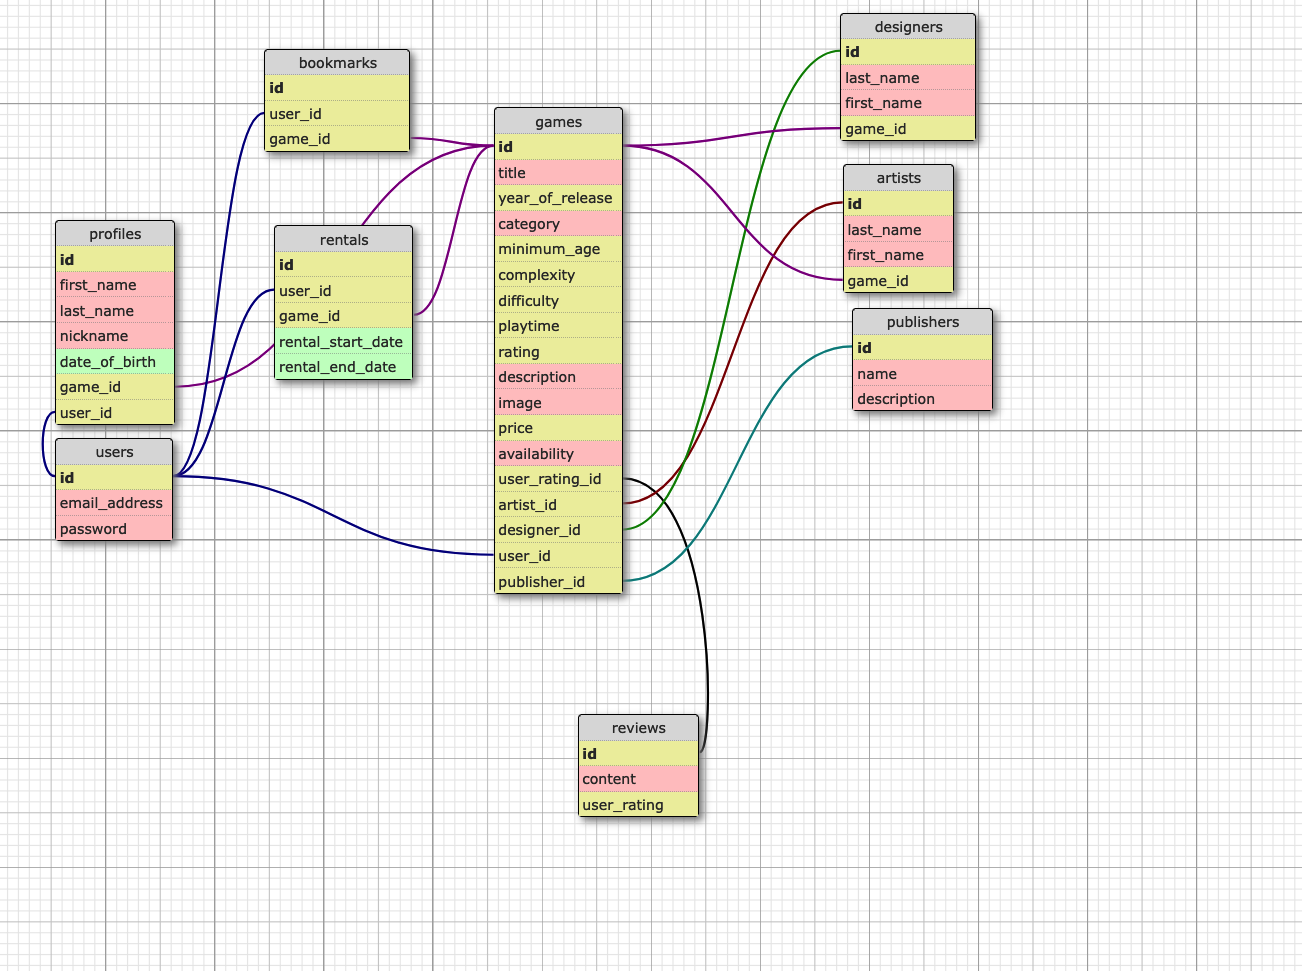 bookmarks
id
user_id
game_id
profiles
id
first_name
last_name
nickname
date_of_birth
game_id
user_id
users
id
email_address
password
rentals
id
user_id
game_id
rental_start_date
rental_end_date
games
id
title
year_of_release
category
minimum_age
complexity
difficulty
playtime
rating
description
image
price
availability
user_rating_id
artist_id
designer_id
user_id
publisher_id
designers
id
last_name
first_name
game_id
artists
id
last_name
first_name
game_id
publishers
id
name
description
reviews
id
content
user_rating